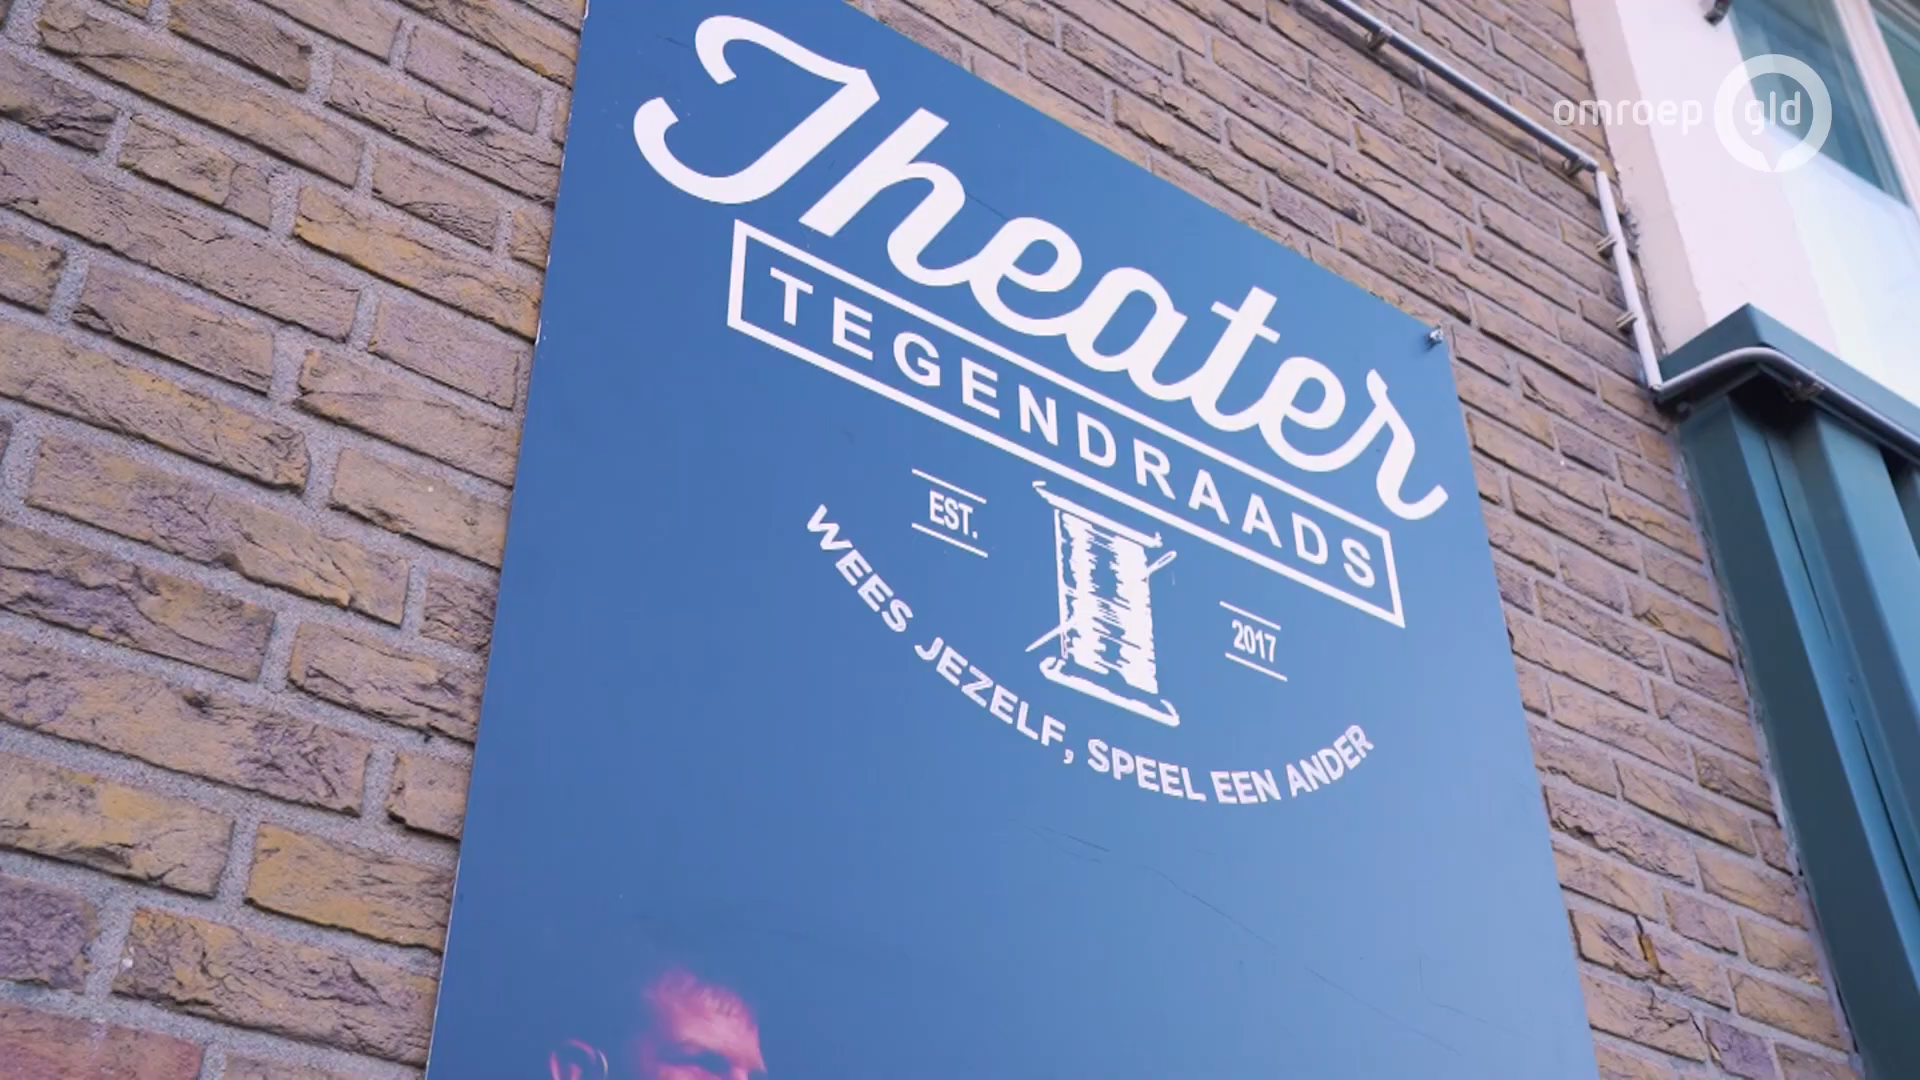 omroep gld
Theater
TEGENDRAADS
EST.
2017
WEES JEZELF, SPEEL EEN ANDER